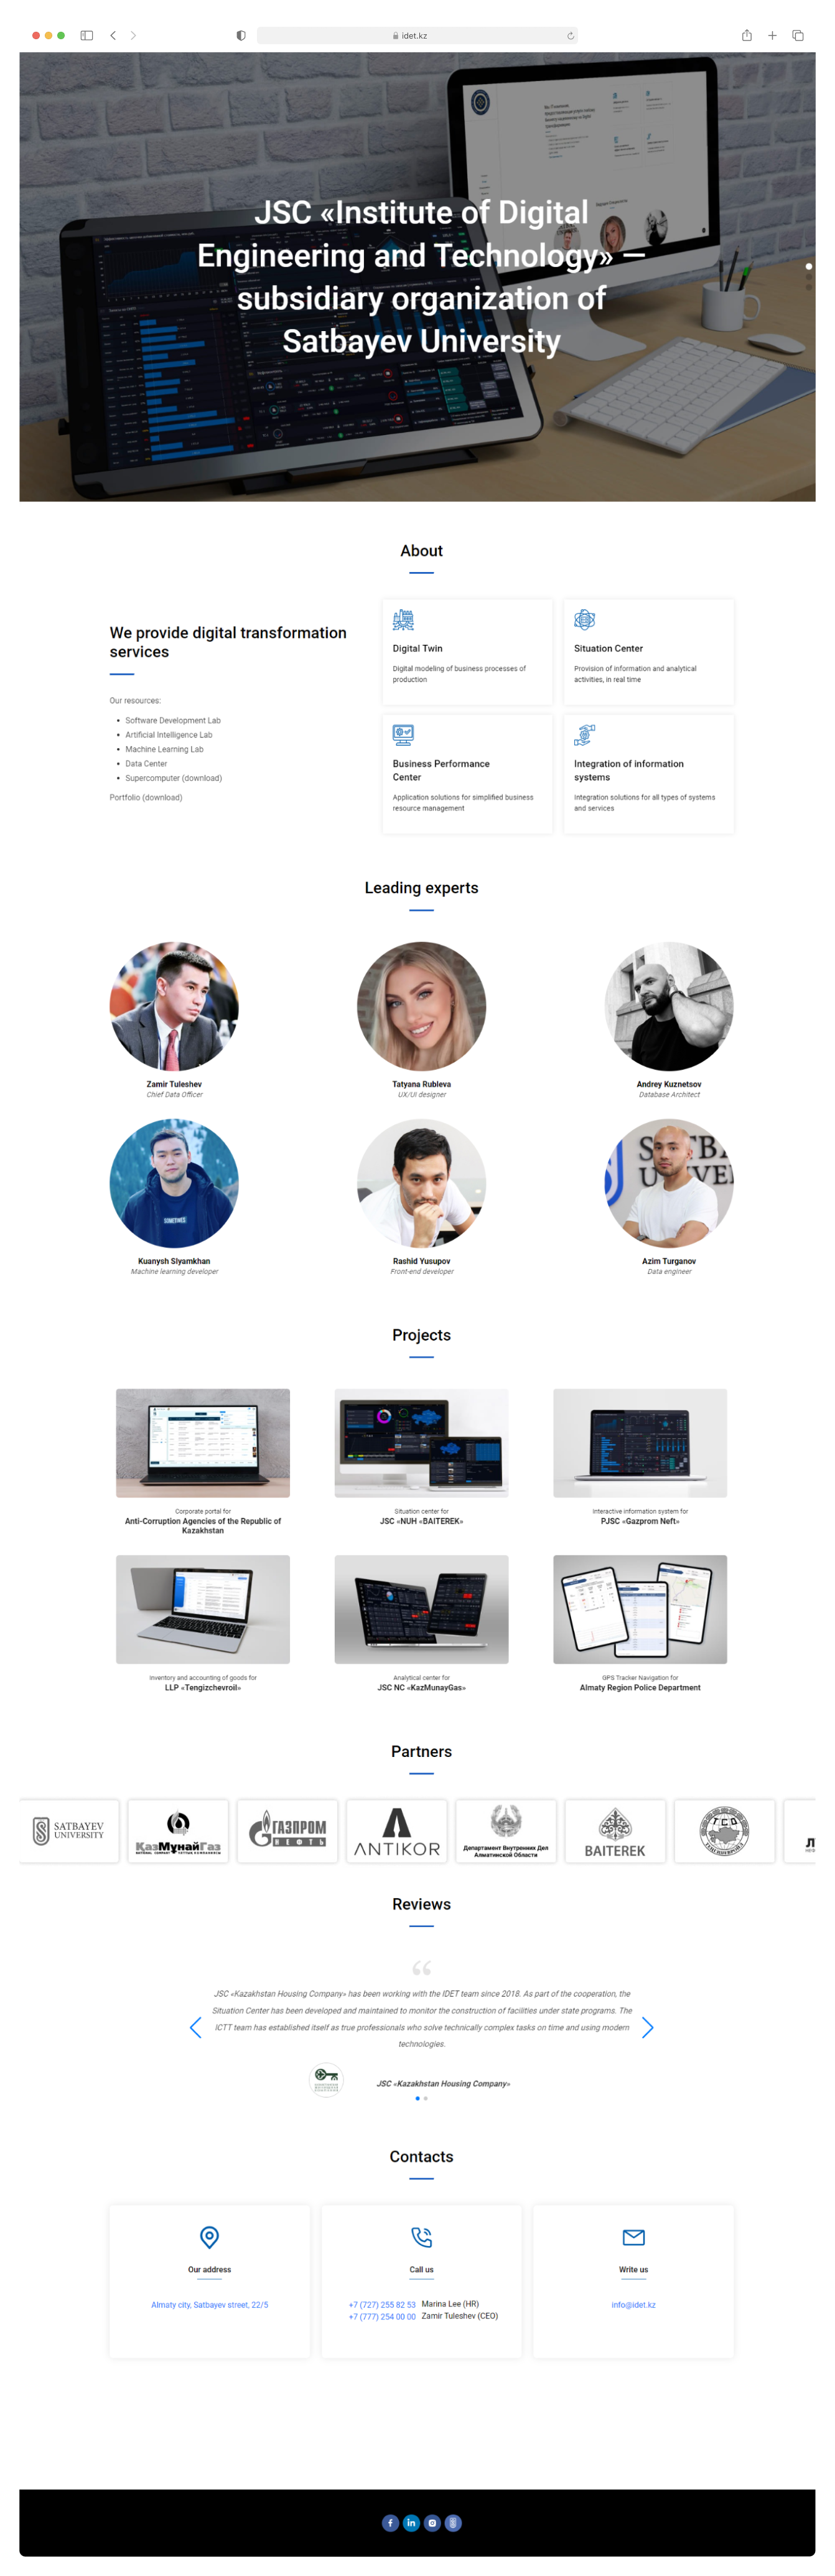 idet.kz
JSC «Institute of Digital
Engineering and Technology» —
subsidiary organization of
Satbayev University
About
We provide digital transformation
services
Our resources:
• Software Development Lab
• Artificial Intelligence Lab
• Machine Learning Lab
• Data Center
• Supercomputer (download)
Portfolio (download)
Digital Twin
Digital modeling of business processes of
production
Situation Center
Provision of information and analytical
activities, in real time
Business Performance
Center
Application solutions for simplified business
resource management
Integration of information
systems
Integration solutions for all types of systems
and services
Leading experts
Zamir Tuleshev
Chief Data Officer
Tatyana Rubleva
UX/UI designer
Andrey Kuznetsov
Database Architect
SOMETIMES
SATB
UNIVE
Kuanysh Slyamkhan
Machine learning developer
Rashid Yusupov
Front-end developer
Azim Turganov
Data engineer
Projects
Corporate portal for
Anti-Corruption Agencies of the Republic of
Kazakhstan
Situation center for
JSC «NUH «BAITEREK»
Interactive information system for
PJSC «Gazprom Neft»
Inventory and accounting of goods for
LLP «Tengizchevroil»
Analytical center for
JSC NC «KazMunayGas»
GPS Tracker Navigation for
Almaty Region Police Department
Partners
SATBAYEV
UNIVERSITY
КазМунайГаз
ГАЗПРОМ
НЕФТЬ
ANTIKOR
Департамент Внутренних Дел
Алматинской Области
BAITEREK
ТСО
Reviews
JSC «Kazakhstan Housing Company» has been working with the IDET team since 2018. As part of the cooperation, the
Situation Center has been developed and maintained to monitor the construction of facilities under state programs. The
ICTT team has established itself as true professionals who solve technically complex tasks on time and using modern
technologies.
JSC «Kazakhstan Housing Company»
Contacts
Our address
Almaty city, Satbayev street, 22/5
Call us
+7 (727) 255 82 53 Marina Lee (HR)
+7 (777) 254 00 00 Zamir Tuleshev (CEO)
Write us
info@idet.kz